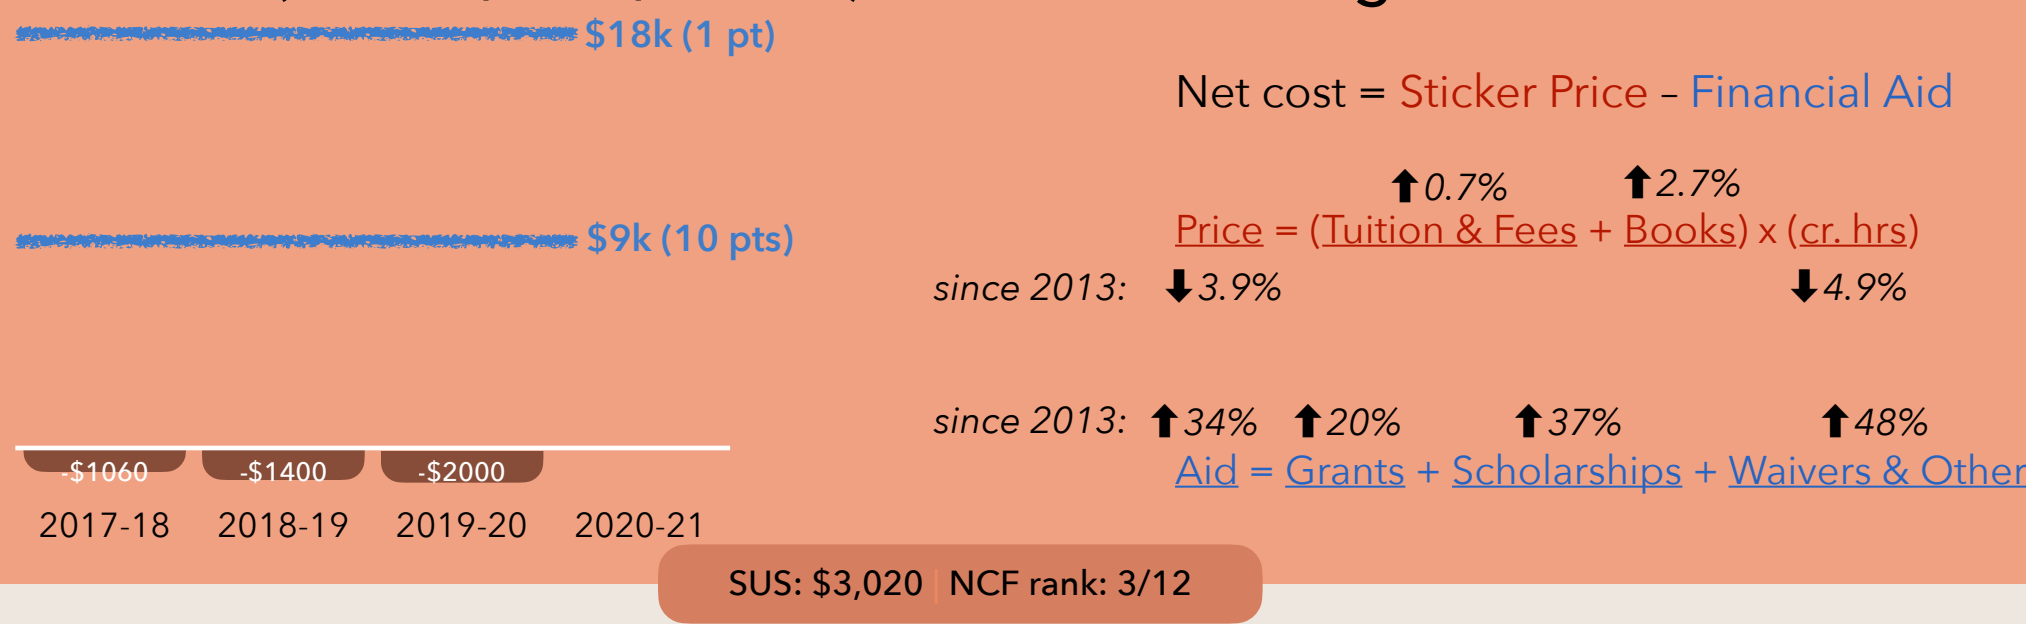 $18k (1 pt)
Net cost = Sticker Price – Financial Aid
⬆0.7% ⬆2.7%
$9k (10 pts)
Price = (Tuition & Fees + Books) x (cr. hrs)
since 2013: ⬇3.9% ⬇4.9%
since 2013: ⬆34% ⬆20% ⬆37% ⬆48%
Aid = Grants + Scholarships + Waivers & Other
-$1060 -$1400 -$2000
2017-18 2018-19 2019-20 2020-21
SUS: $3,020 | NCF rank: 3/12